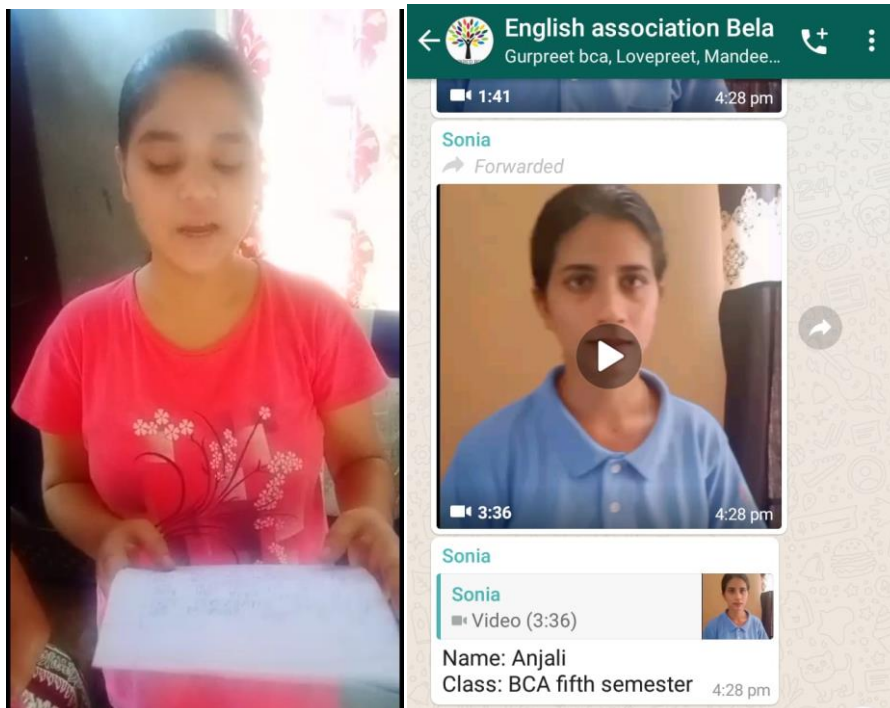 English association Bela
Gurpreet bca, Lovepreet, Mandee...
1:41
4:28 pm
Sonia
Forwarded
3:36
4:28 pm
Sonia
Sonia
Video (3:36)
Name: Anjali
Class: BCA fifth semester
4:28 pm